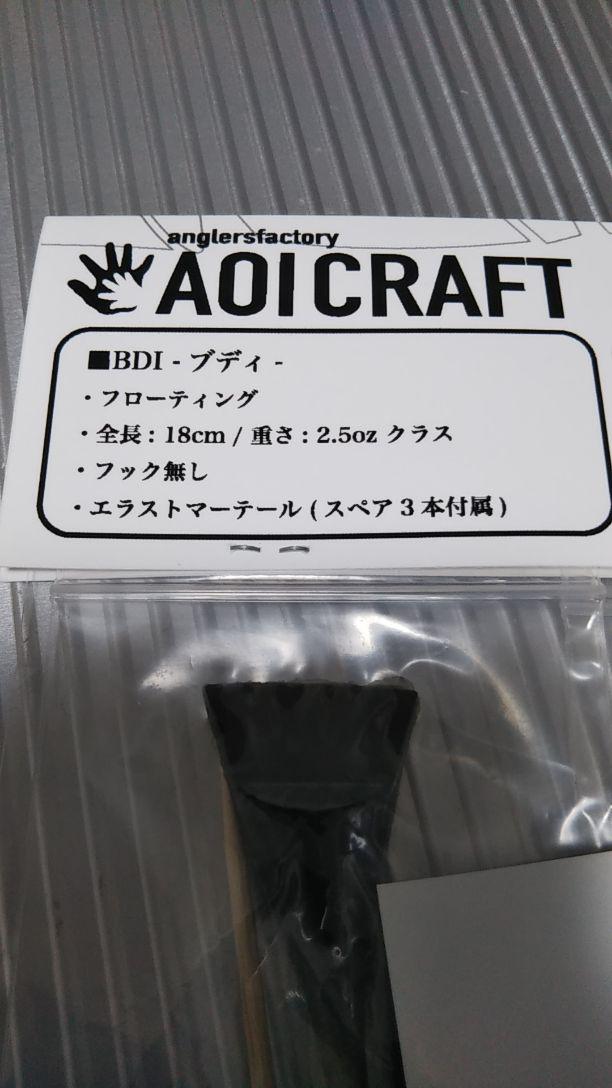 anglersfactory
AOI CRAFT
■BDI - ブディ -
・フローティング
・全長 : 18cm / 重さ : 2.5oz クラス
・フック無し
・エラストマーテール ( スペア 3 本付属 )